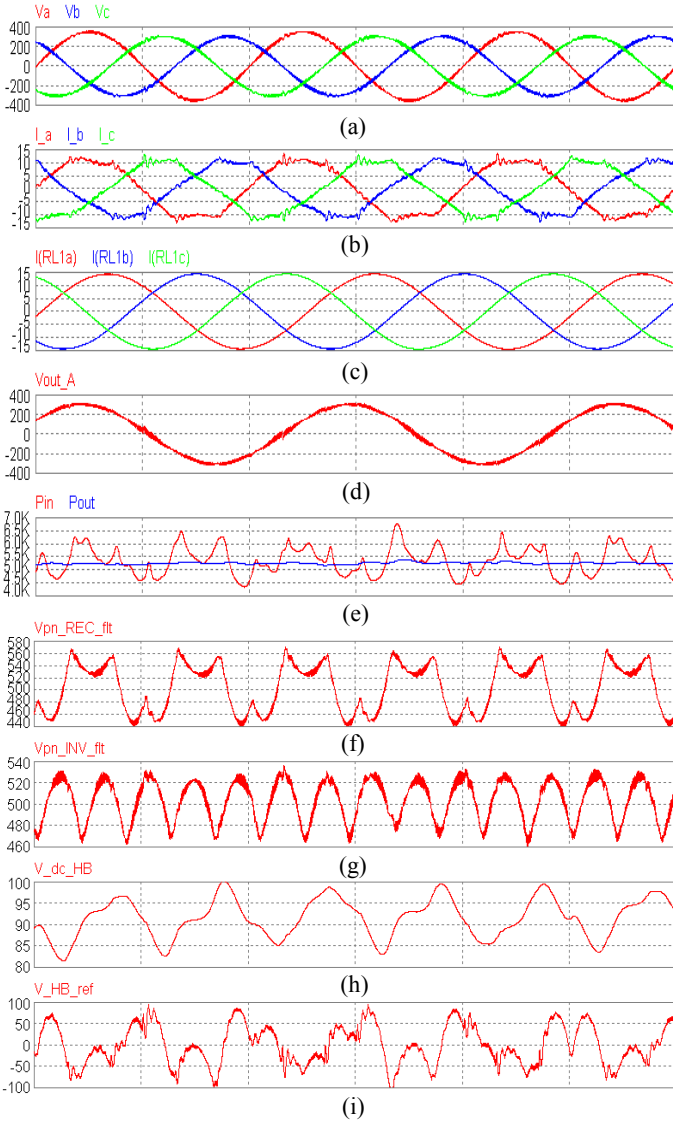 Va Vb Vc
400
200
0
-200
-400
(a)
I_a I_b I_c
15
10
5
0
-5
-10
-15
(b)
I(RL1a) I(RL1b) I(RL1c)
15
10
5
0
-5
-10
-15
(c)
Vout_A
400
200
0
-200
-400
(d)
Pin Pout
7.0K
6.5K
6.0K
5.5K
5.0K
4.5K
4.0K
(e)
Vpn_REC_flt
580
560
540
520
500
480
460
440
(f)
Vpn_INV_flt
540
520
500
480
460
(g)
V_dc_HB
100
95
90
85
80
(h)
V_HB_ref
100
50
0
-50
-100
(i)